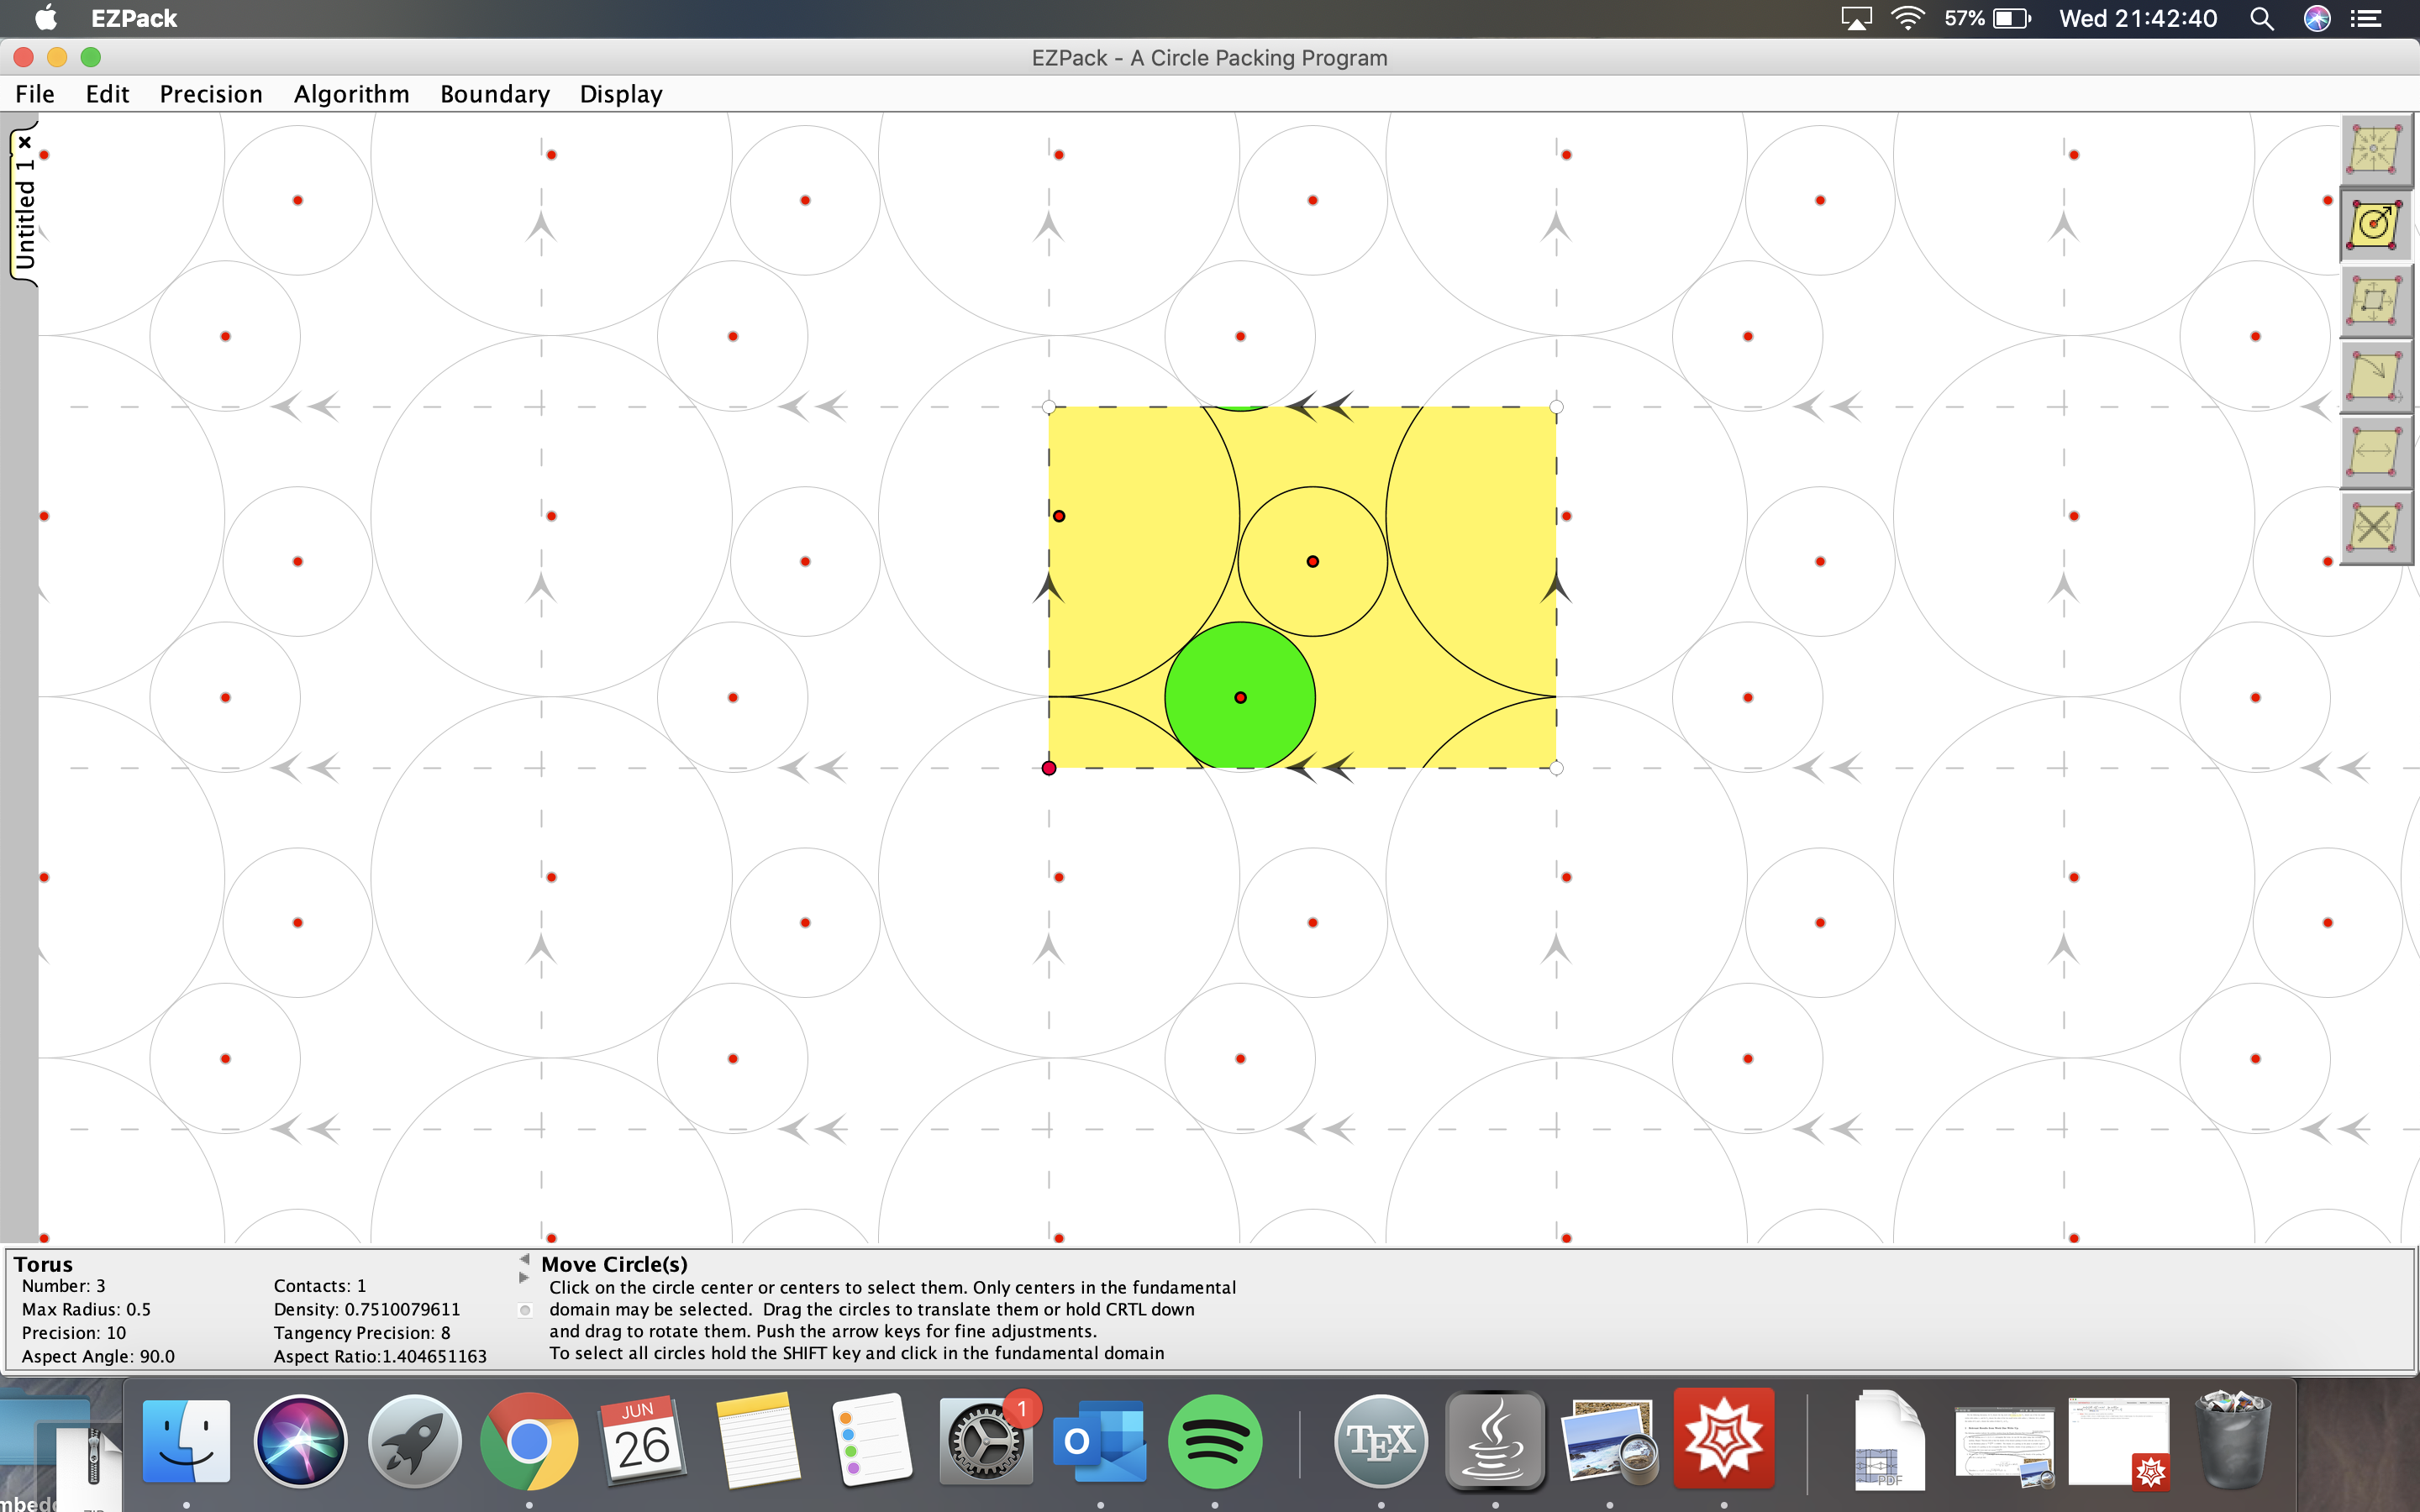 EZPack
57%
Wed 21:42:40
EZPack - A Circle Packing Program
File Edit Precision Algorithm Boundary Display
Untitled 1
Torus
Number: 3
Max Radius: 0.5
Precision: 10
Aspect Angle: 90.0
Contacts: 1
Density: 0.7510079611
Tangency Precision: 8
Aspect Ratio:1.404651163
Move Circle(s)
Click on the circle center or centers to select them. Only centers in the fundamental
domain may be selected. Drag the circles to translate them or hold CRTL down
and drag to rotate them. Push the arrow keys for fine adjustments.
To select all circles hold the SHIFT key and click in the fundamental domain
JUN
26
1
O
TEX
PDF